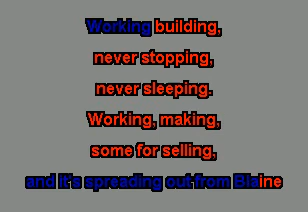 Working building,
never stopping,
never sleeping.
Working, making,
some for selling,
and it's spreading out from Blaine